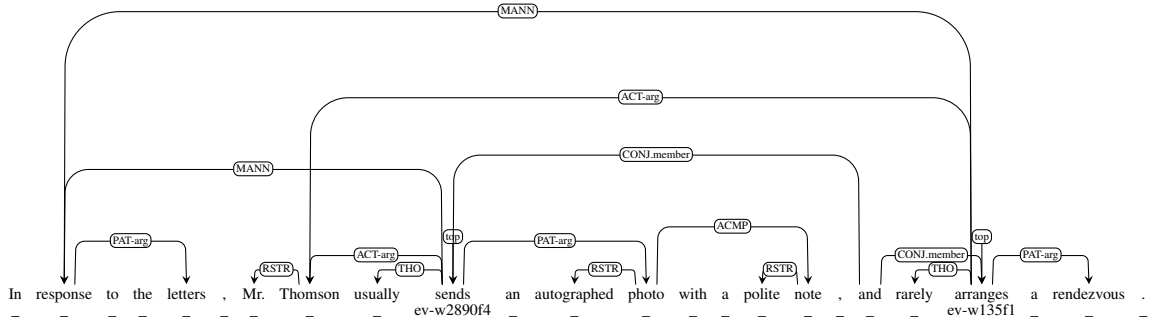 MANN
ACT-arg
CONJ.member
MANN
ACMP
PAT-arg top PAT-arg top
ACT-arg CONJ.member PAT-arg
RSTR THO RSTR RSTR THO
In response to the letters , Mr. Thomson usually sends an autographed photo with a polite note , and rarely arranges a rendezvous .
_ _ _ _ _ _ _ _ _ ev-w2890f4 _ _ _ _ _ _ _ _ _ _ ev-w135f1 _ _ _